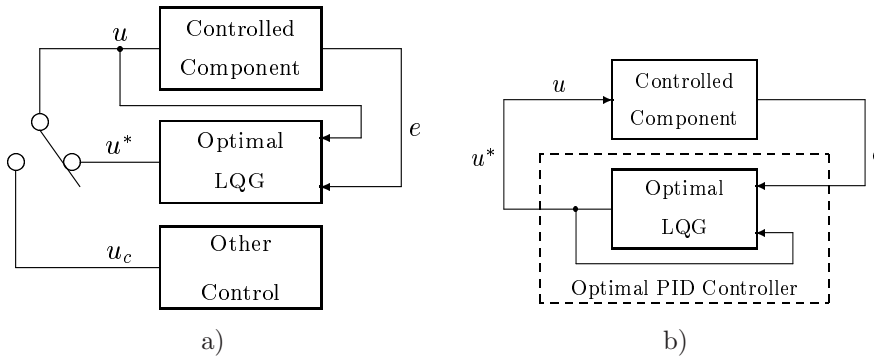 u
Controlled
Component
u*
Optimal
LQG
e
u_c
Other
Control
a)
u
Controlled
Component
u*
Optimal
LQG
Optimal PID Controller
b)